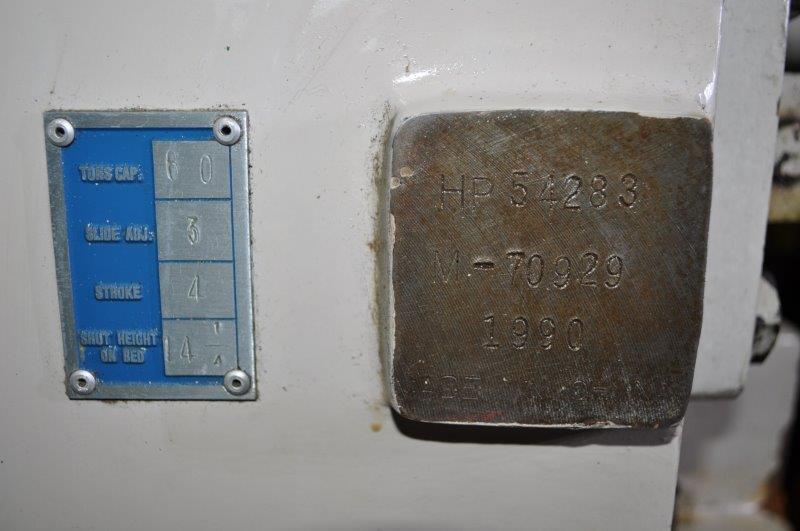 TONS CAP. 60
SLIDE ADJ. 3
STROKE 4
SHUT HEIGHT
ON BED 14 1/4
HP 54283
M-70929
1990